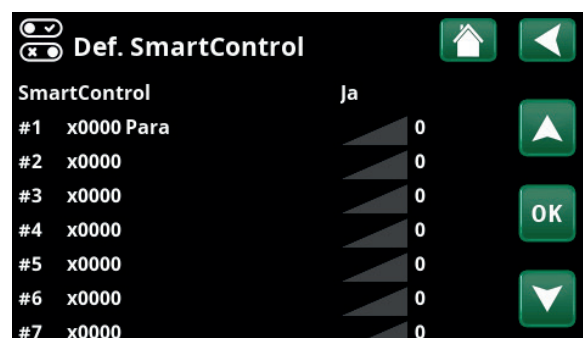 Def. SmartControl
SmartControl Ja
#1 x0000 Para 0
#2 x0000 0
#3 x0000 0
#4 x0000 0
OK
#5 x0000 0
#6 x0000 0
#7 x0000 0